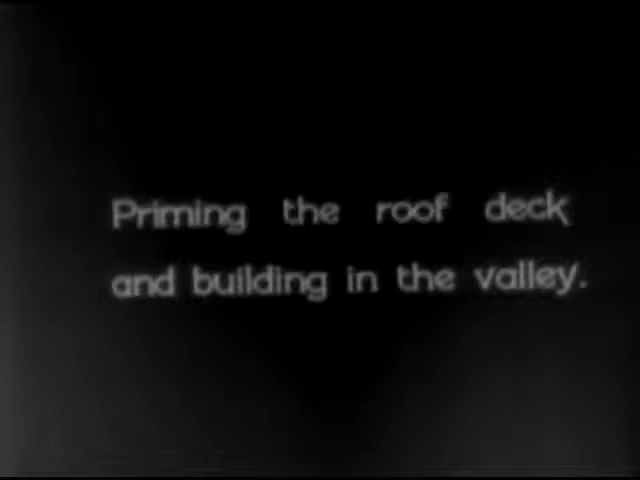 Priming the roof deck
and building in the valley.